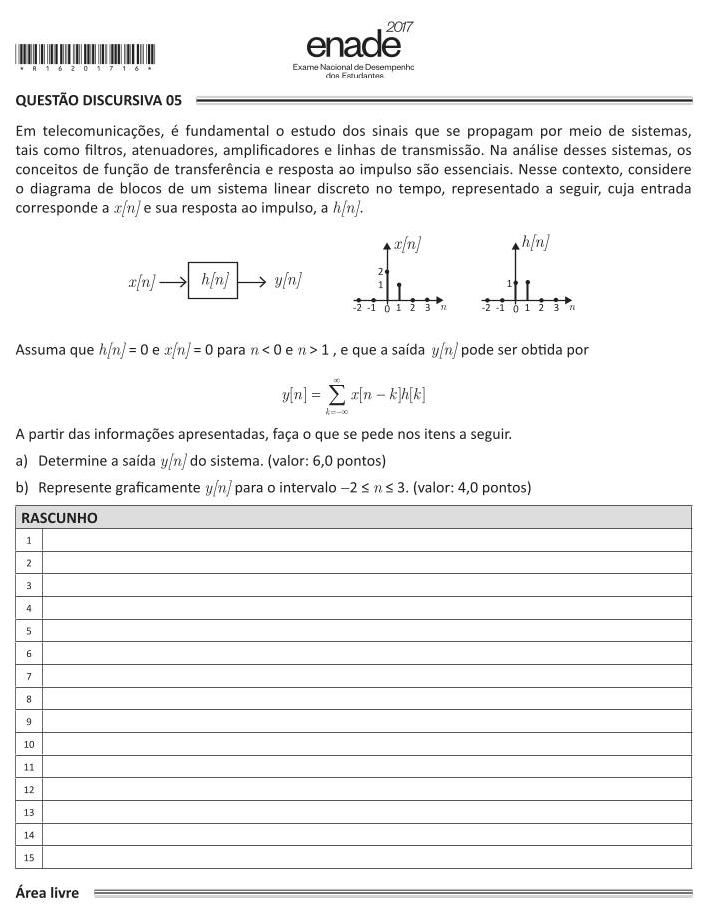 2017
enade
Exame Nacional de Desempenho
dos Estudantes
* R 1 6 2 0 1 7 1 6 *
QUESTÃO DISCURSIVA 05
Em telecomunicações, é fundamental o estudo dos sinais que se propagam por meio de sistemas,
tais como filtros, atenuadores, amplificadores e linhas de transmissão. Na análise desses sistemas, os
conceitos de função de transferência e resposta ao impulso são essenciais. Nesse contexto, considere
o diagrama de blocos de um sistema linear discreto no tempo, representado a seguir, cuja entrada
corresponde a x[n] e sua resposta ao impulso, a h[n].
x[n] h[n] y[n]
x[n]
2
1
-2 -1 0 1 2 3 n
h[n]
1
-2 -1 0 1 2 3 n
Assuma que h[n] = 0 e x[n] = 0 para n < 0 e n > 1 , e que a saída y[n] pode ser obtida por
y[n] = ∑ x[n − k]h[k]
∞
k=−∞
A partir das informações apresentadas, faça o que se pede nos itens a seguir.
a) Determine a saída y[n] do sistema. (valor: 6,0 pontos)
b) Represente graficamente y[n] para o intervalo −2 ≤ n ≤ 3. (valor: 4,0 pontos)
RASCUNHO
1
2
3
4
5
6
7
8
9
10
11
12
13
14
15
Área livre